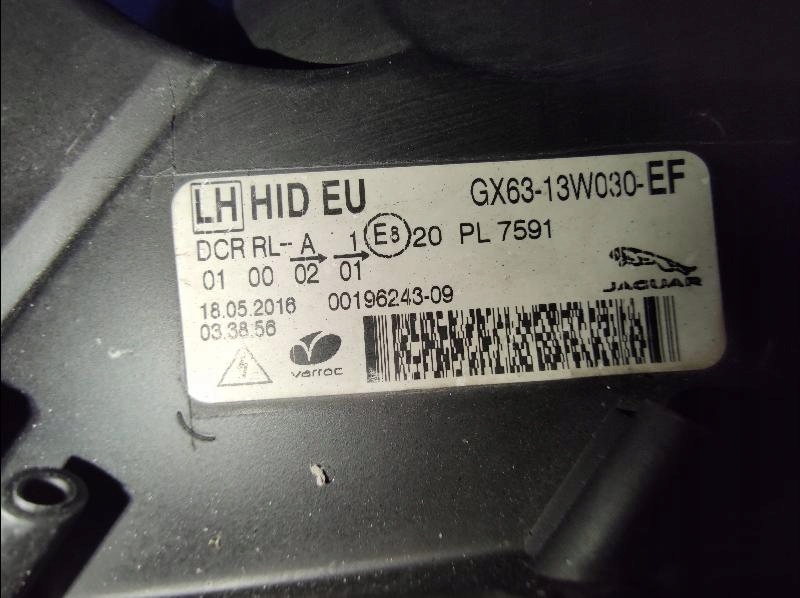 LH HID EU GX63-13W030-EF
DCR RL-- A 1 E8 20 PL 7591
01 00 02 01
JAGUAR
18.05.2016 00196243-09
03.38.56
varroc